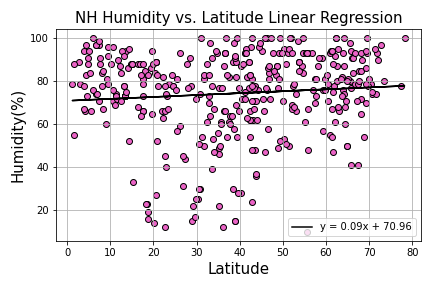 NH Humidity vs. Latitude Linear Regression
Humidity(%)
100
80
60
40
20
0 10 20 30 40 50 60 70 80
Latitude
y = 0.09x + 70.96